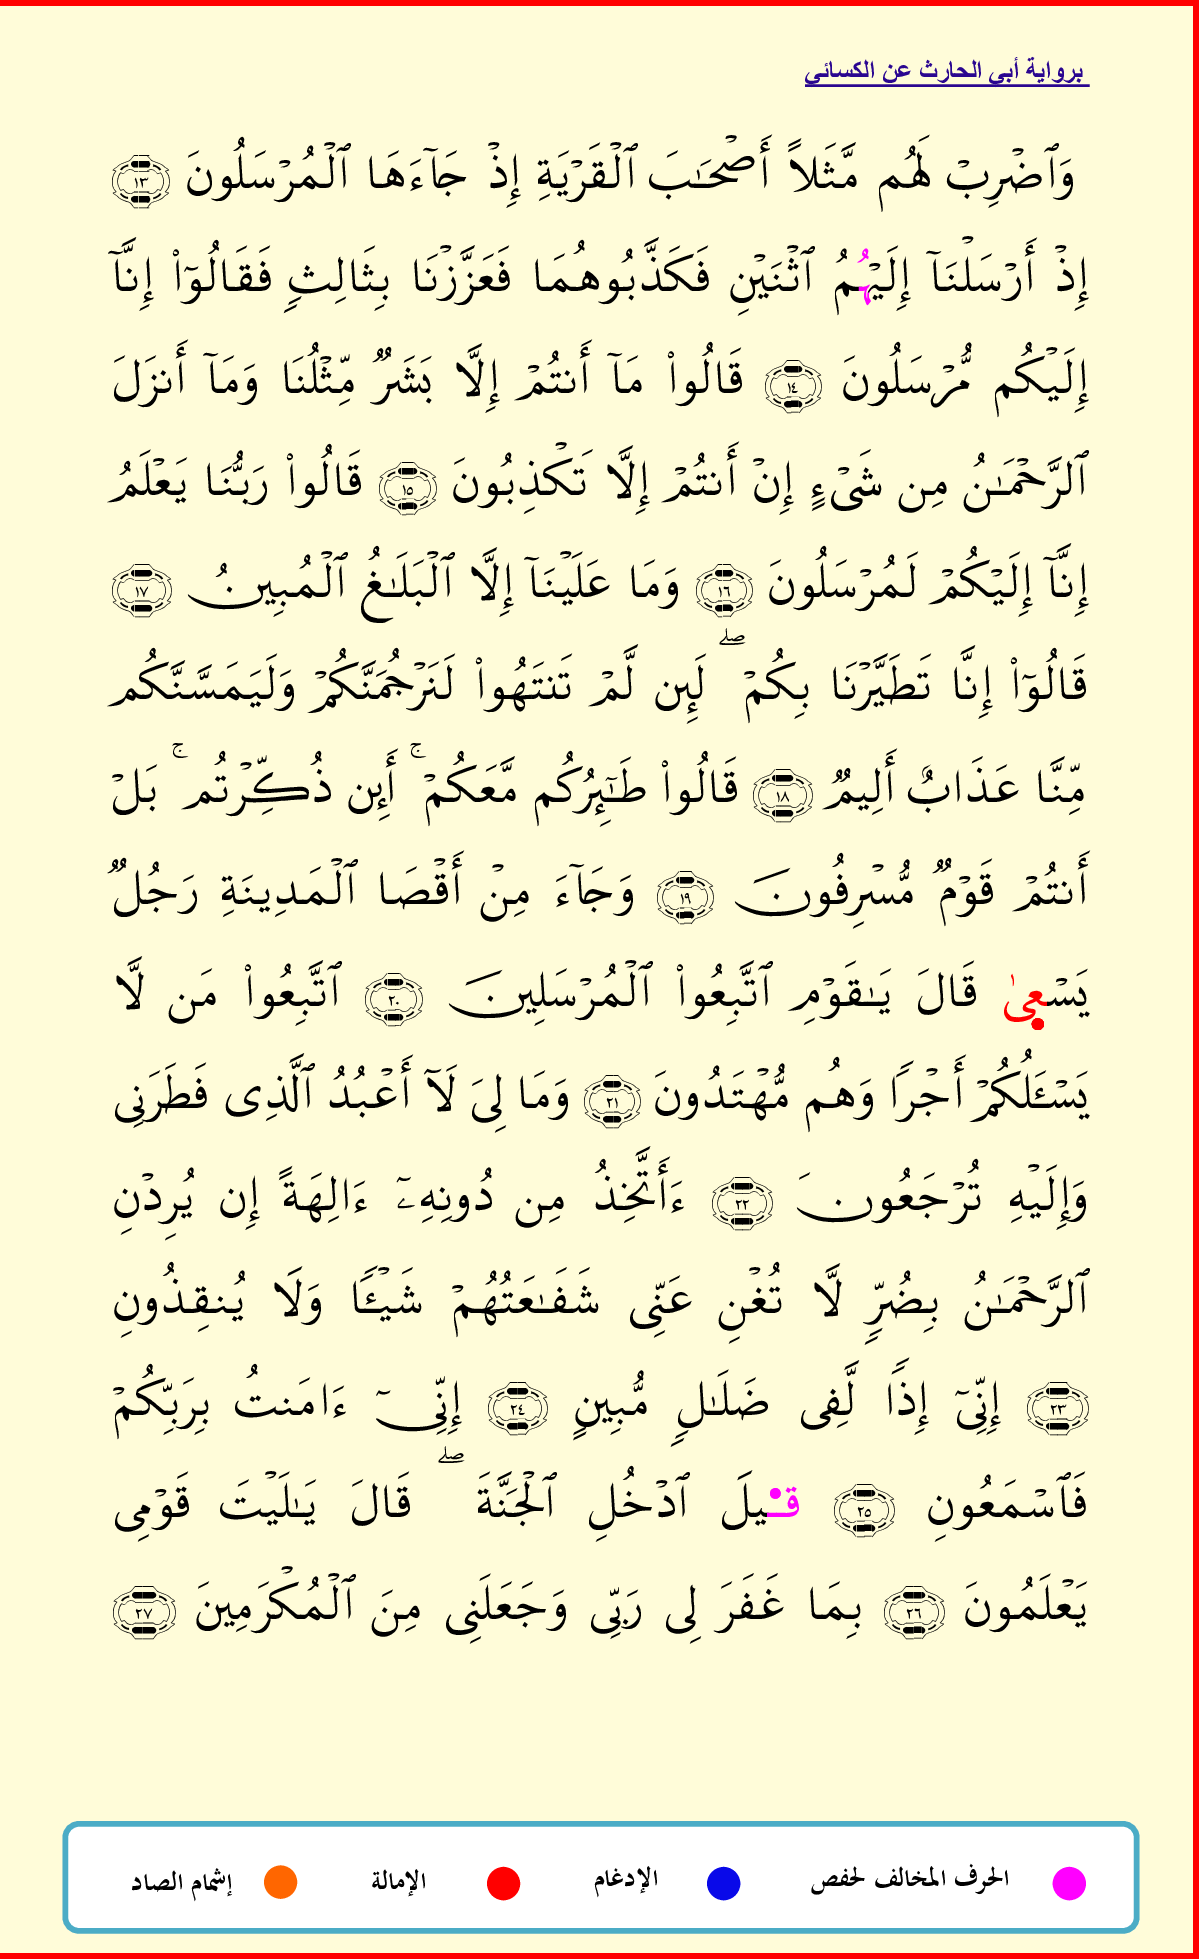 برواية أبي الحارث عن الكسائي
وَٱضۡرِبۡ لَهُم مَّثَلاً أَصۡحَٰبَ ٱلۡقَرۡيَةِ إِذۡ جَآءَهَا ٱلۡمُرۡسَلُونَ ١٣
إِذۡ أَرۡسَلۡنَآ إِلَيۡهُمُ ٱثۡنَيۡنِ فَكَذَّبُوهُمَا فَعَزَّزۡنَا بِثَالِثٖ فَقَالُوٓاْ إِنَّآ
إِلَيۡكُم مُّرۡسَلُونَ ١٤ قَالُواْ مَآ أَنتُمۡ إِلَّا بَشَرٞ مِّثۡلُنَا وَمَآ أَنزَلَ
ٱلرَّحۡمَٰنُ مِن شَيۡءٍ إِنۡ أَنتُمۡ إِلَّا تَكۡذِبُونَ ١٥ قَالُواْ رَبُّنَا يَعۡلَمُ
إِنَّآ إِلَيۡكُمۡ لَمُرۡسَلُونَ ١٦ وَمَا عَلَيۡنَآ إِلَّا ٱلۡبَلَٰغُ ٱلۡمُبِينُ ١٧
قَالُوٓاْ إِنَّا تَطَيَّرۡنَا بِكُمۡۖ لَئِن لَّمۡ تَنتَهُواْ لَنَرۡجُمَنَّكُمۡ وَلَيَمَسَّنَّكُم
مِّنَّا عَذَابٌ أَلِيمٞ ١٨ قَالُواْ طَٰٓئِرُكُم مَّعَكُمۡۚ أَئِن ذُكِّرۡتُمۚ بَلۡ
أَنتُمۡ قَوۡمٞ مُّسۡرِفُونَ ١٩ وَجَآءَ مِنۡ أَقۡصَا ٱلۡمَدِينَةِ رَجُلٞ
يَسۡعىٰ قَالَ يَٰقَوۡمِ ٱتَّبِعُواْ ٱلۡمُرۡسَلِينَ ٢٠ ٱتَّبِعُواْ مَن لَّا
يَسۡـَٔلُكُمۡ أَجۡرٗا وَهُم مُّهۡتَدُونَ ٢١ وَمَا لِيَ لَآ أَعۡبُدُ ٱلَّذِي فَطَرَنِي
وَإِلَيۡهِ تُرۡجَعُونَ ٢٢ ءَأَتَّخِذُ مِن دُونِهِۦٓ ءَالِهَةً إِن يُرِدۡنِ
ٱلرَّحۡمَٰنُ بِضُرّٖ لَّا تُغۡنِ عَنِّي شَفَٰعَتُهُمۡ شَيۡـٔٗا وَلَا يُنقِذُونِ
٢٣ إِنِّيٓ إِذٗا لَّفِي ضَلَٰلٖ مُّبِينٍ ٢٤ إِنِّيٓ ءَامَنتُ بِرَبِّكُمۡ
فَٱسۡمَعُونِ ٢٥ قيلَ ٱدۡخُلِ ٱلۡجَنَّةَۖ قَالَ يَٰلَيۡتَ قَوۡمِي
يَعۡلَمُونَ ٢٦ بِمَا غَفَرَ لِي رَبِّي وَجَعَلَنِي مِنَ ٱلۡمُكۡرَمِينَ ٢٧
الحرف المخالف لحفص الإدغام الإمالة إشمام الصاد